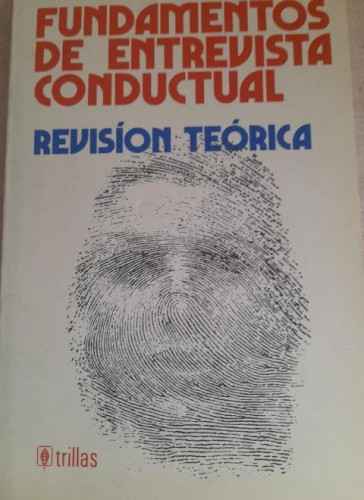 FUNDAMENTOS
DE ENTREVISTA
CONDUCTUAL
REVISÍON TEÓRICA
trillas